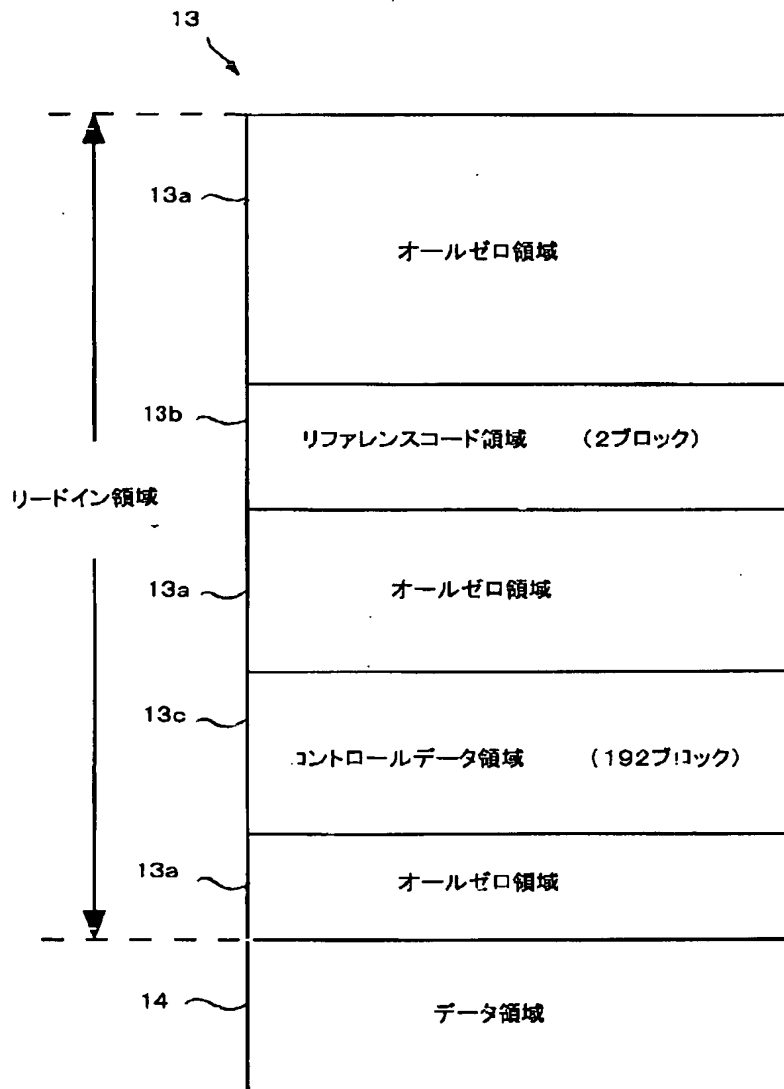 13
13a
オールゼロ領域
13b
リファレンスコード領域 (2ブロック)
リードイン領域
13a
オールゼロ領域
13c
コントロールデータ領域 (192ブロック)
13a
オールゼロ領域
14
データ領域